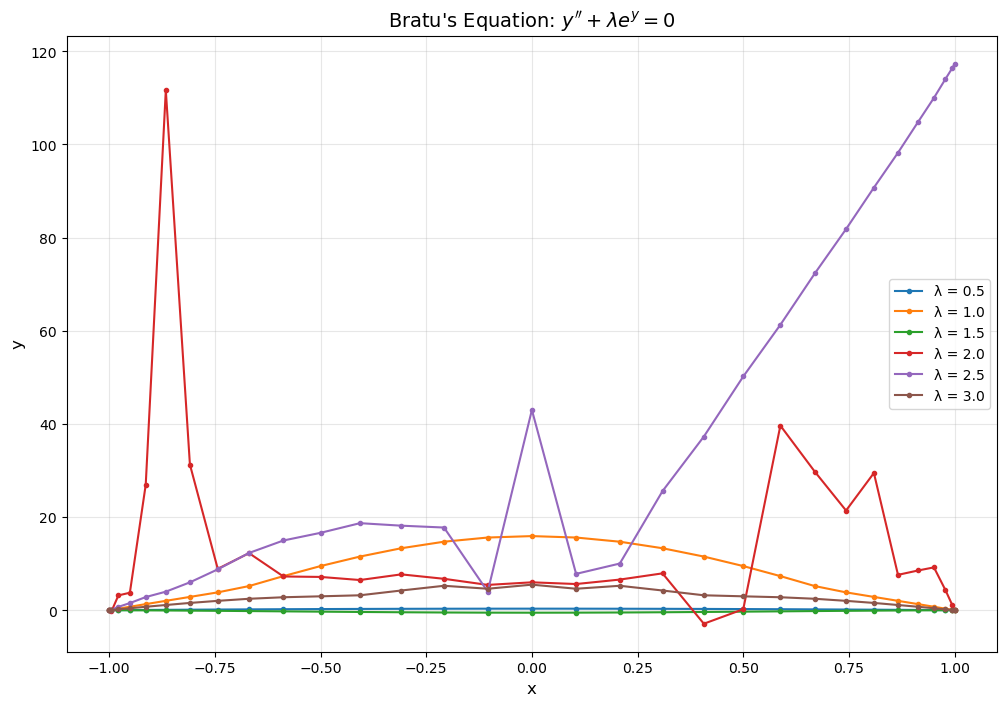 Bratu's Equation: $y'' + \lambda e^y = 0$
120
100
80
60
40
20
0
y
λ = 0.5
λ = 1.0
λ = 1.5
λ = 2.0
λ = 2.5
λ = 3.0
−1.00 −0.75 −0.50 −0.25 0.00 0.25 0.50 0.75 1.00
x